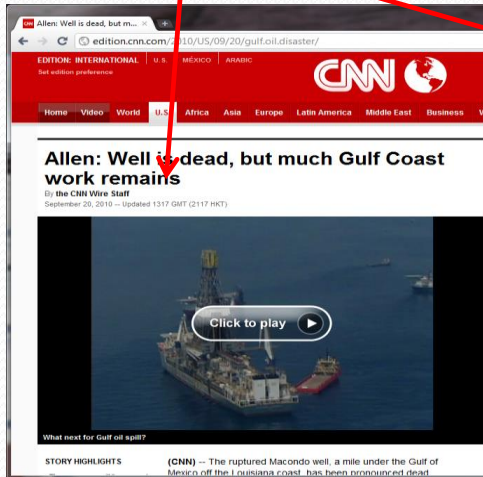 CNN Allen: Well is dead, but m... ×
edition.cnn.com/2010/US/09/20/gulf.oil.disaster/
EDITION: INTERNATIONAL U.S. MÉXICO ARABIC
Set edition preference
CNN
Home Video World U.S. Africa Asia Europe Latin America Middle East Business
Allen: Well is dead, but much Gulf Coast
work remains
By the CNN Wire Staff
September 20, 2010 -- Updated 1317 GMT (2117 HKT)
Click to play
What next for Gulf oil spill?
STORY HIGHLIGHTS
(CNN) -- The ruptured Macondo well, a mile under the Gulf of
Mexico off the Louisiana coast, has been pronounced dead